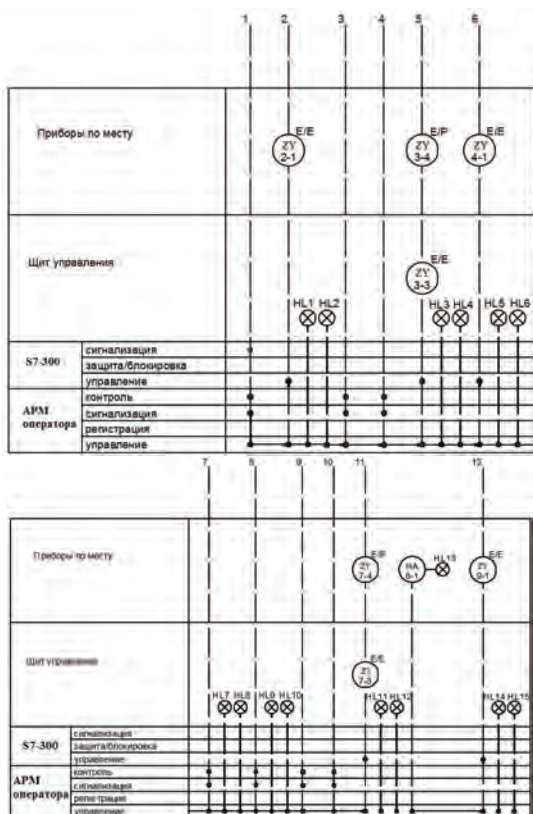 1 2 3 4 5 6
Приборы по месту
E/E E/P E/E
ZY 2-1
ZY 3-4
ZY 4-1
Щит управления
E/E
ZY 3-3
HL1 HL2 HL3 HL4 HL5 HL6
S7-300
сигнализация
защита/блокировка
управление
АРМ оператора
контроль
сигнализация
регистрация
управление
7 8 9 10 11 12
Приборы по месту
E/P HL13 E/E
ZY 7-4
HA 8-1
ZY 9-1
Щит управления
E/E
ZY 7-3
HL7 HL8 HL9 HL10 HL11 HL12 HL14 HL15
S7-300
сигнализация
защита/блокировка
управление
АРМ оператора
контроль
сигнализация
регистрация
управление